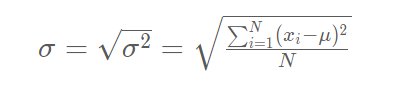 σ = √σ² = √(∑ᵢ₌₁ᴺ(xᵢ−μ)² / N)